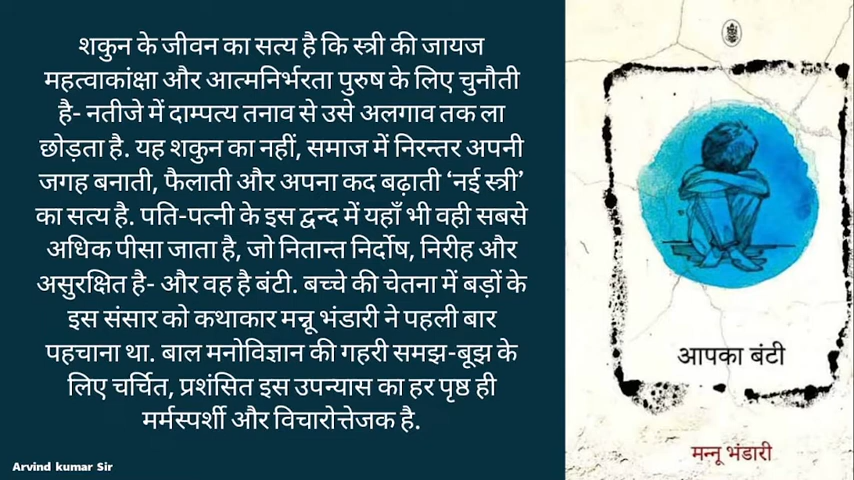 शकुन के जीवन का सत्य है कि स्त्री की जायज
महत्वाकांक्षा और आत्मनिर्भरता पुरुष के लिए चुनौती
है- नतीजे में दाम्पत्य तनाव से उसे अलगाव तक ला
छोड़ता है. यह शकुन का नहीं, समाज में निरन्तर अपनी
जगह बनाती, फैलाती और अपना कद बढ़ाती ‘नई स्त्री’
का सत्य है. पति-पत्नी के इस द्वन्द में यहाँ भी वही सबसे
अधिक पीसा जाता है, जो नितान्त निर्दोष, निरीह और
असुरक्षित है- और वह है बंटी. बच्चे की चेतना में बड़ों के
इस संसार को कथाकार मन्नू भंडारी ने पहली बार
पहचाना था. बाल मनोविज्ञान की गहरी समझ-बूझ के
लिए चर्चित, प्रशंसित इस उपन्यास का हर पृष्ठ ही
मर्मस्पर्शी और विचारोत्तेजक है.
Arvind kumar Sir
आपका बंटी
मन्नू भंडारी